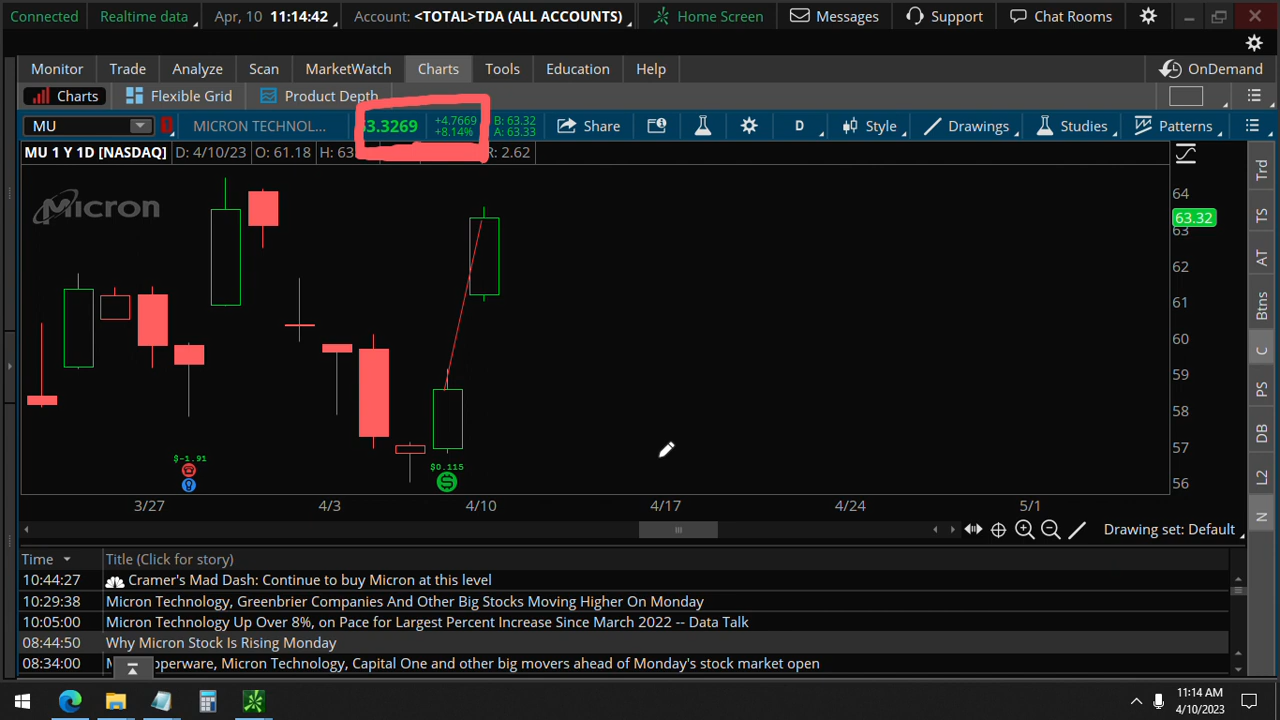 Connected Realtime data Apr, 10 11:14:42 Account: <TOTAL>TDA (ALL ACCOUNTS) Home Screen Messages Support Chat Rooms
Monitor Trade Analyze Scan MarketWatch Charts Tools Education Help OnDemand
Charts Flexible Grid Product Depth
MU MICRON TECHNOL... 3.3269 +4.7669 B: 63.32 Share D Style Drawings Studies Patterns
+8.14% A: 63.33
MU 1 Y 1D [NASDAQ] D: 4/10/23 O: 61.18 H: 63 R: 2.62
Micron
64
63.32
63
62
61
60
59
58
57
56
$-1.91
$0.115
$
3/27 4/3 4/10 4/17 4/24 5/1
Drawing set: Default
Trd
TS
AT
Btns
C
PS
DB
L2
N
Time Title (Click for story)
10:44:27 Cramer's Mad Dash: Continue to buy Micron at this level
10:29:38 Micron Technology, Greenbrier Companies And Other Big Stocks Moving Higher On Monday
10:05:00 Micron Technology Up Over 8%, on Pace for Largest Percent Increase Since March 2022 -- Data Talk
08:44:50 Why Micron Stock Is Rising Monday
08:34:00 pperware, Micron Technology, Capital One and other big movers ahead of Monday's stock market open
11:14 AM
4/10/2023